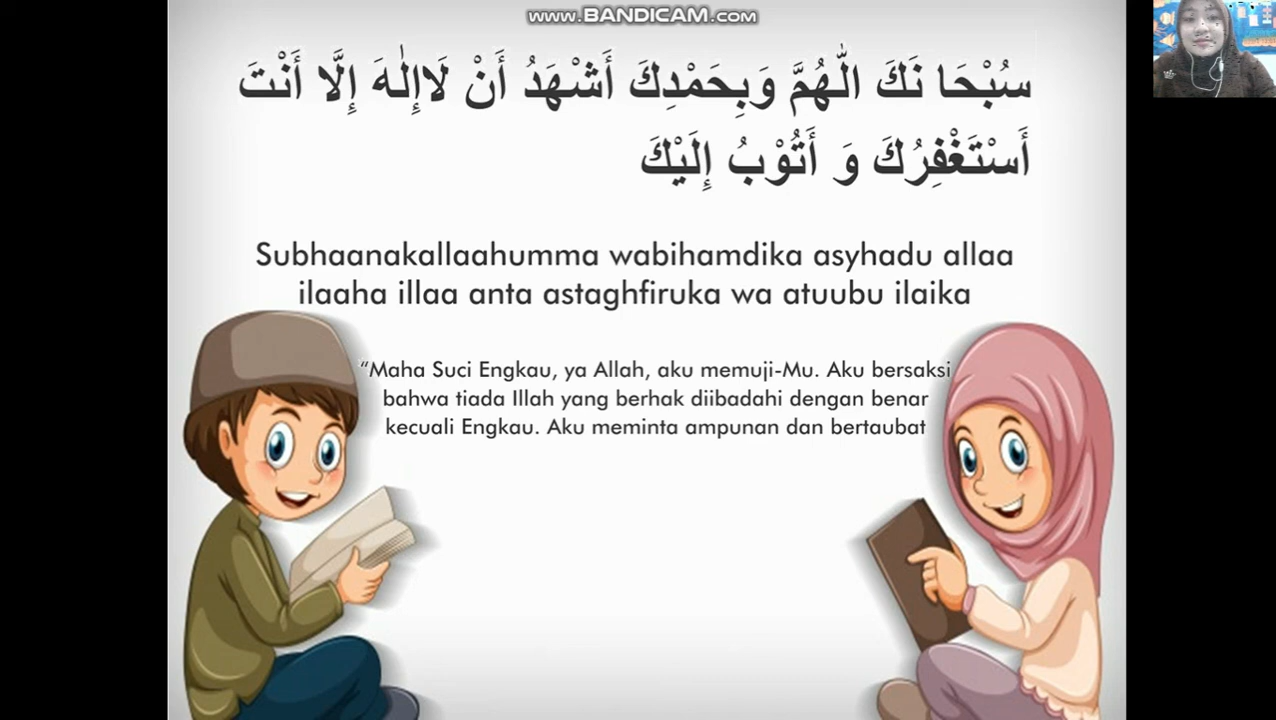 WWW.BANDICAM.COM
سُبْحَا نَكَ الّٰلهُمَّ وَبِحَمْدِكَ أَشْهَدُ أَنْ لَاإِلٰهَ إِلَّا أَنْتَ
أَسْتَغْفِرُكَ وَ أَتُوْبُ إِلَيْكَ
Subhaanakallaahumma wabihamdika asyhadu allaa
ilaaha illaa anta astaghfiruka wa atuubu ilaika
“Maha Suci Engkau, ya Allah, aku memuji-Mu. Aku bersaksi
bahwa tiada Illah yang berhak diibadahi dengan benar
kecuali Engkau. Aku meminta ampunan dan bertaubat